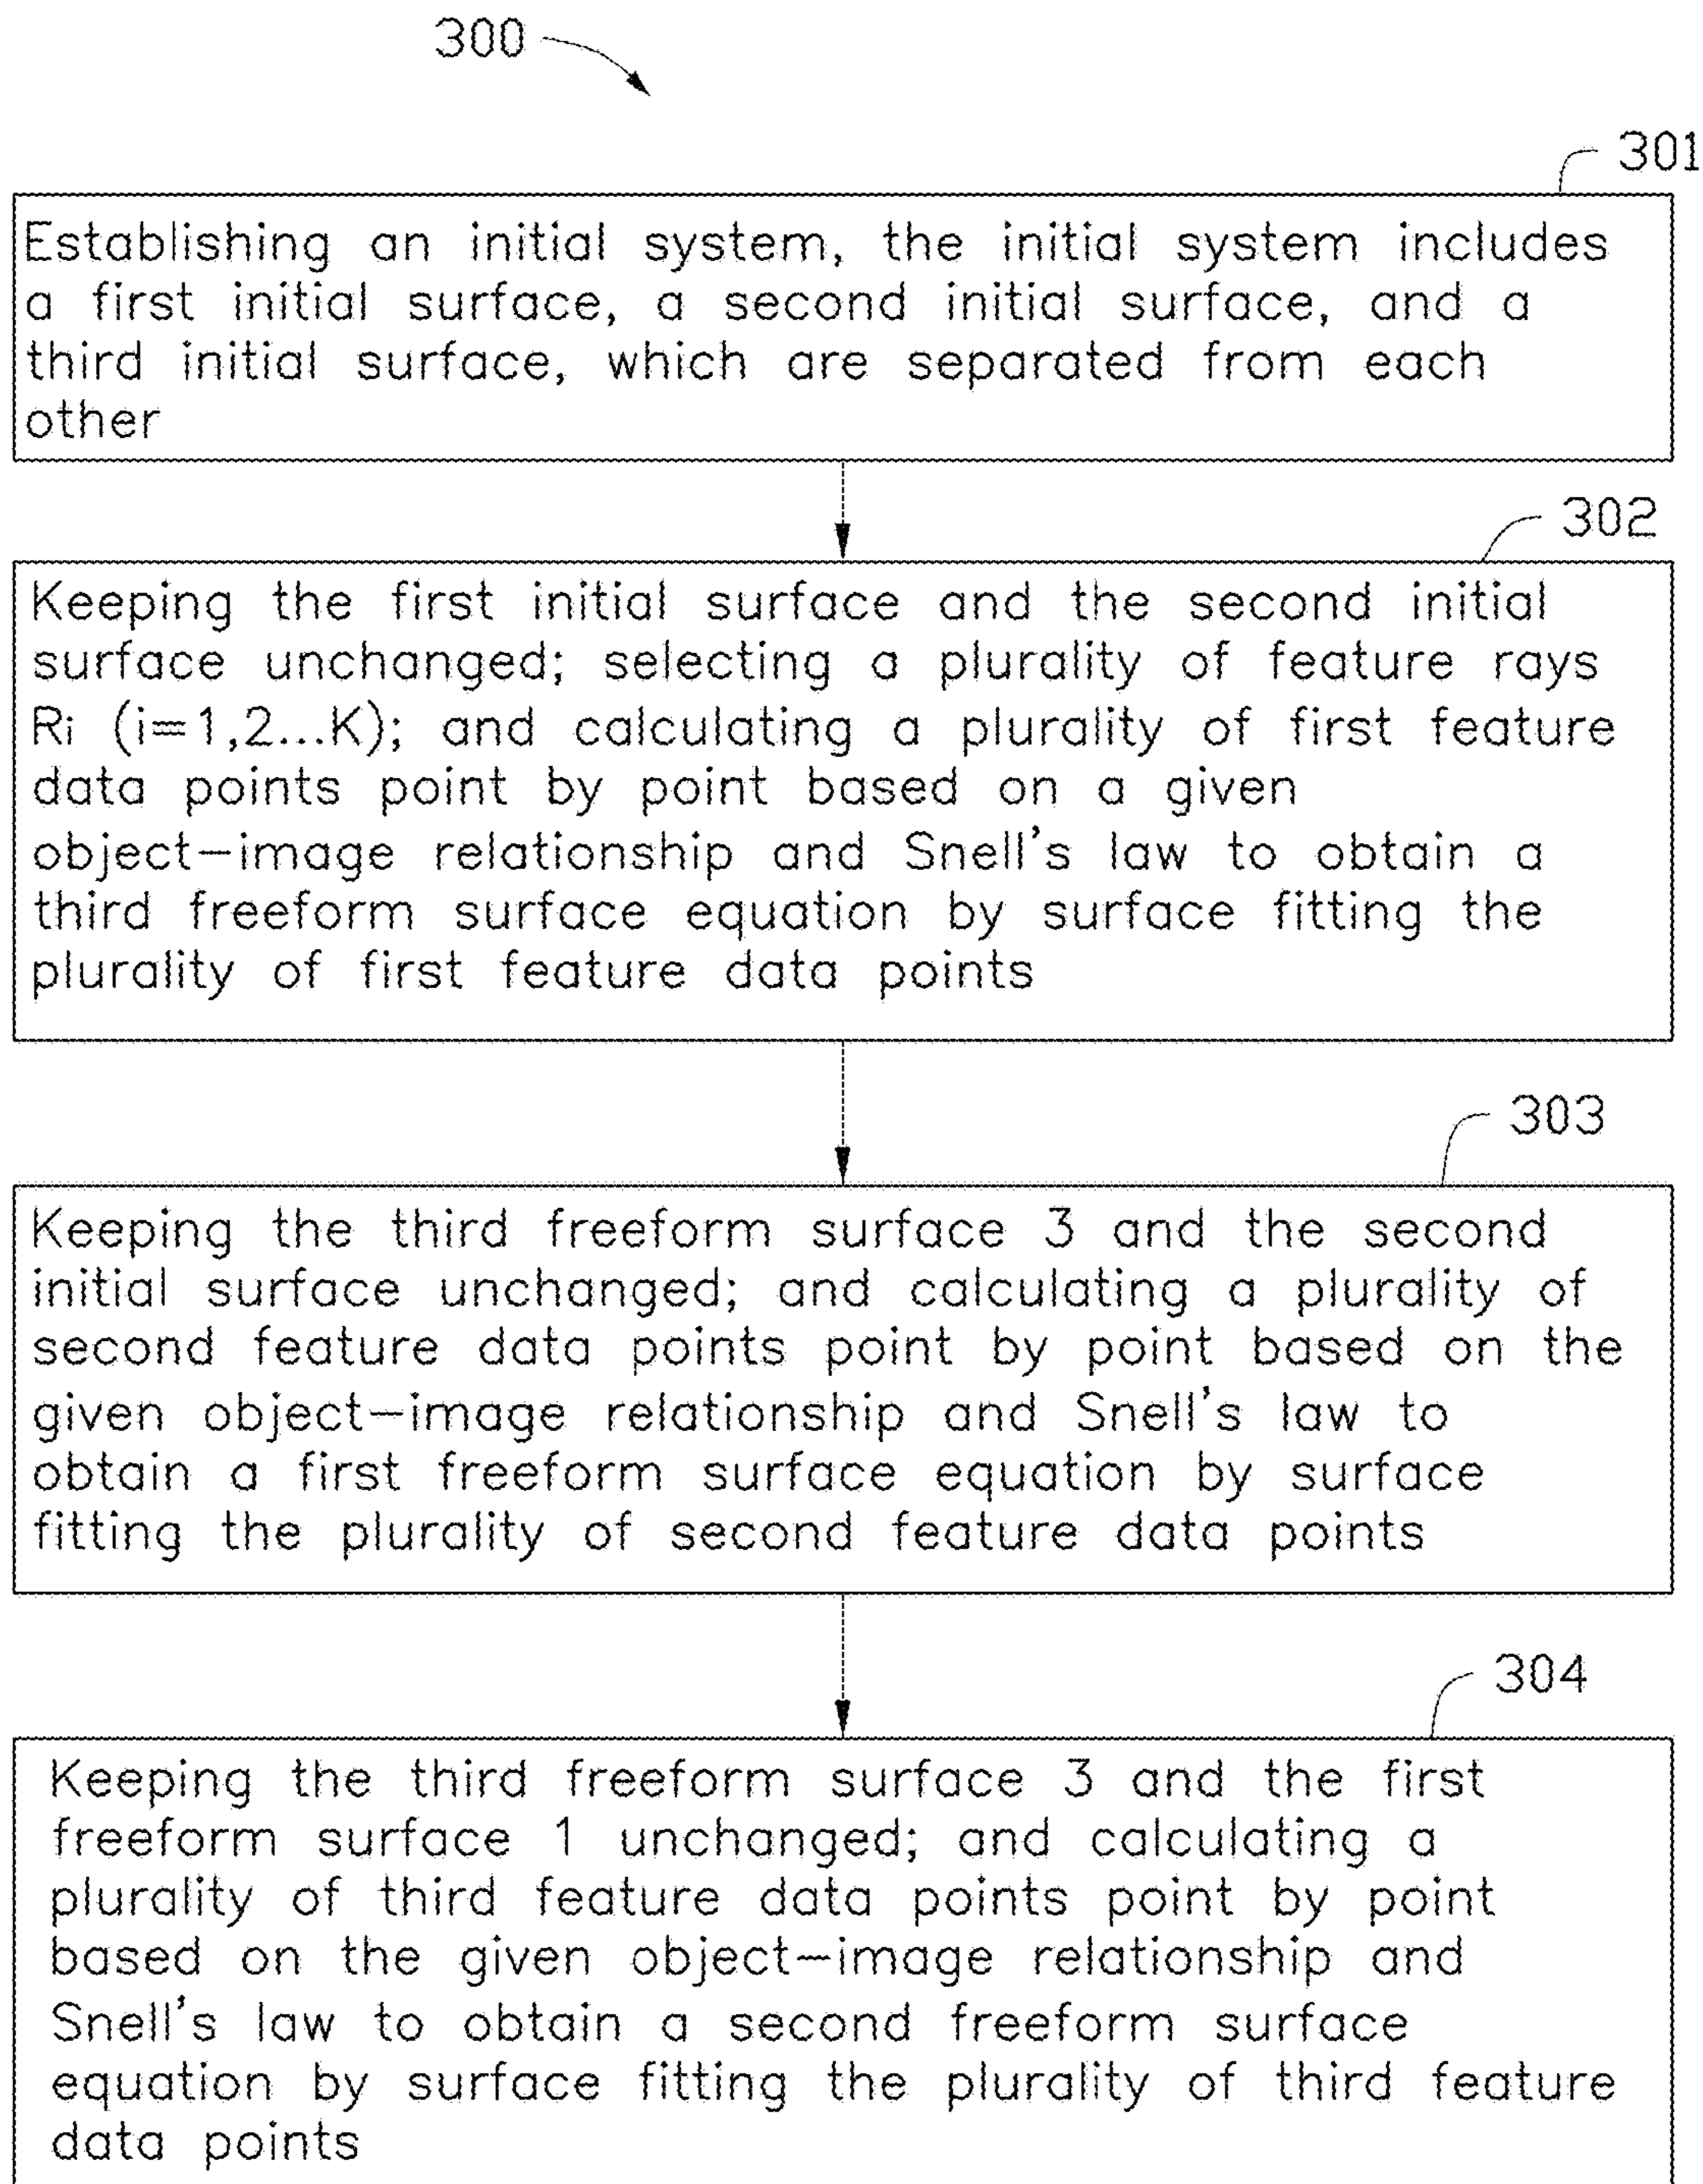 300
301
Establishing an initial system, the initial system includes
a first initial surface, a second initial surface, and a
third initial surface, which are separated from each
other
302
Keeping the first initial surface and the second initial
surface unchanged; selecting a plurality of feature rays
Ri (i=1,2...K); and calculating a plurality of first feature
data points point by point based on a given
object-image relationship and Snell's law to obtain a
third freeform surface equation by surface fitting the
plurality of first feature data points
303
Keeping the third freeform surface 3 and the second
initial surface unchanged; and calculating a plurality of
second feature data points point by point based on the
given object-image relationship and Snell's law to
obtain a first freeform surface equation by surface
fitting the plurality of second feature data points
304
Keeping the third freeform surface 3 and the first
freeform surface 1 unchanged; and calculating a
plurality of third feature data points point by point
based on the given object-image relationship and
Snell's law to obtain a second freeform surface
equation by surface fitting the plurality of third feature
data points